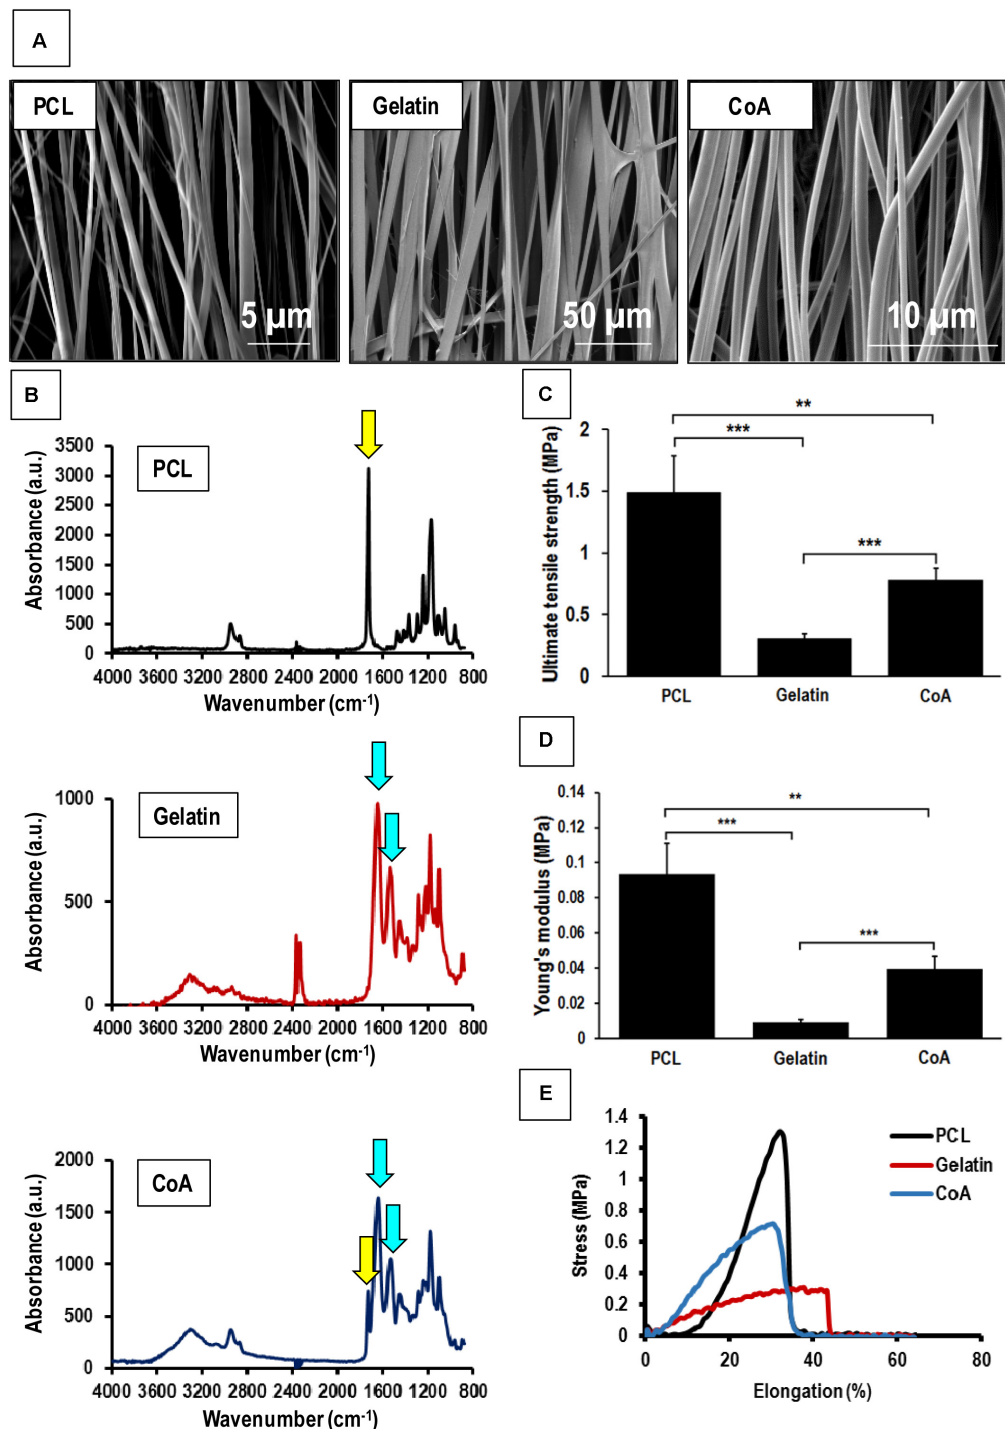 A
PCL
Gelatin
CoA
5 µm
50 µm
10 µm
B
PCL
Absorbance (a.u.)
3500
3000
2500
2000
1500
1000
500
0
4000 3600 3200 2800 2400 2000 1600 1200 800
Wavenumber (cm-1)
Gelatin
Absorbance (a.u.)
1000
500
0
4000 3600 3200 2800 2400 2000 1600 1200 800
Wavenumber (cm-1)
CoA
Absorbance (a.u.)
2000
1500
1000
500
0
4000 3600 3200 2800 2400 2000 1600 1200 800
Wavenumber (cm-1)
C
Ultimate tensile strength (MPa)
2
1.5
1
0.5
0
**
***
***
PCL Gelatin CoA
D
Young's modulus (MPa)
0.14
0.12
0.1
0.08
0.06
0.04
0.02
0
**
***
***
PCL Gelatin CoA
E
Stress (MPa)
1.4
1.2
1
0.8
0.6
0.4
0.2
0
PCL
Gelatin
CoA
0 20 40 60 80
Elongation (%)